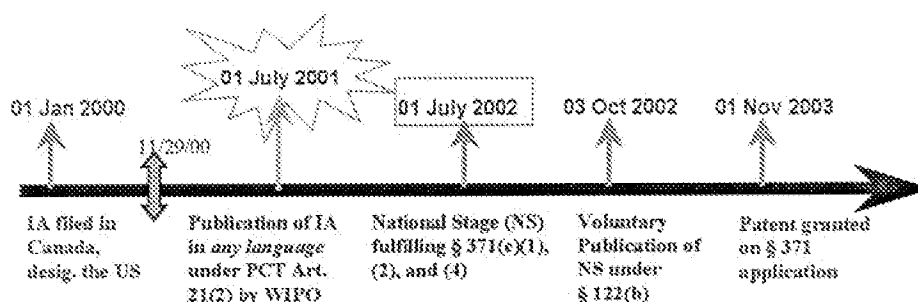 01 July 2001
01 Jan 2000
01 July 2002
03 Oct 2002
01 Nov 2003
11/29/00
IA filed in
Canada,
desig. the US
Publication of IA
in any language
under PCT Art.
21(2) by WIPO
National Stage (NS)
fulfilling § 371(c)(1),
(2), and (4)
Voluntary
Publication of
NS under
§ 122(b)
Patent granted
on § 371
application